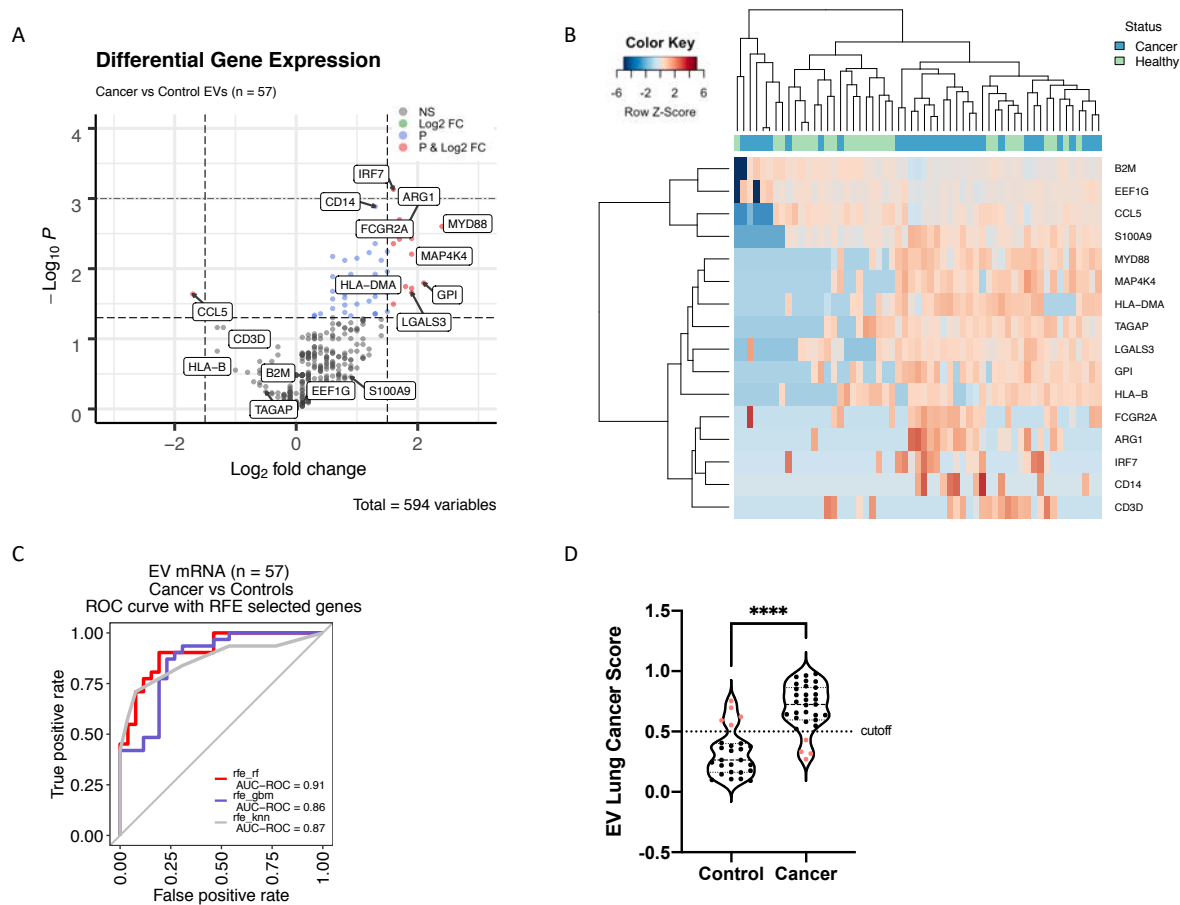 A
Differential Gene Expression
Cancer vs Control EVs (n = 57)
NS
Log2 FC
P
P & Log2 FC
4
3
2
1
0
−Log10 P
IRF7
ARG1
CD14
FCGR2A
MYD88
MAP4K4
HLA−DMA
GPI
CCL5
LGALS3
CD3D
HLA−B
B2M
EEF1G
S100A9
TAGAP
−2
0
2
Log2 fold change
Total = 594 variables
B
Color Key
-6
-2
2
6
Row Z-Score
Status
Cancer
Healthy
B2M
EEF1G
CCL5
S100A9
MYD88
MAP4K4
HLA-DMA
TAGAP
LGALS3
GPI
HLA-B
FCGR2A
ARG1
IRF7
CD14
CD3D
C
EV mRNA (n = 57)
Cancer vs Controls
ROC curve with RFE selected genes
1.00
0.75
0.50
0.25
0.00
True positive rate
rfe_rf
AUC−ROC = 0.91
rfe_gbm
AUC−ROC = 0.86
rfe_knn
AUC−ROC = 0.87
0.00
0.25
0.50
0.75
1.00
False positive rate
D
1.5
1.0
0.5
0.0
-0.5
EV Lung Cancer Score
****
cutoff
Control
Cancer